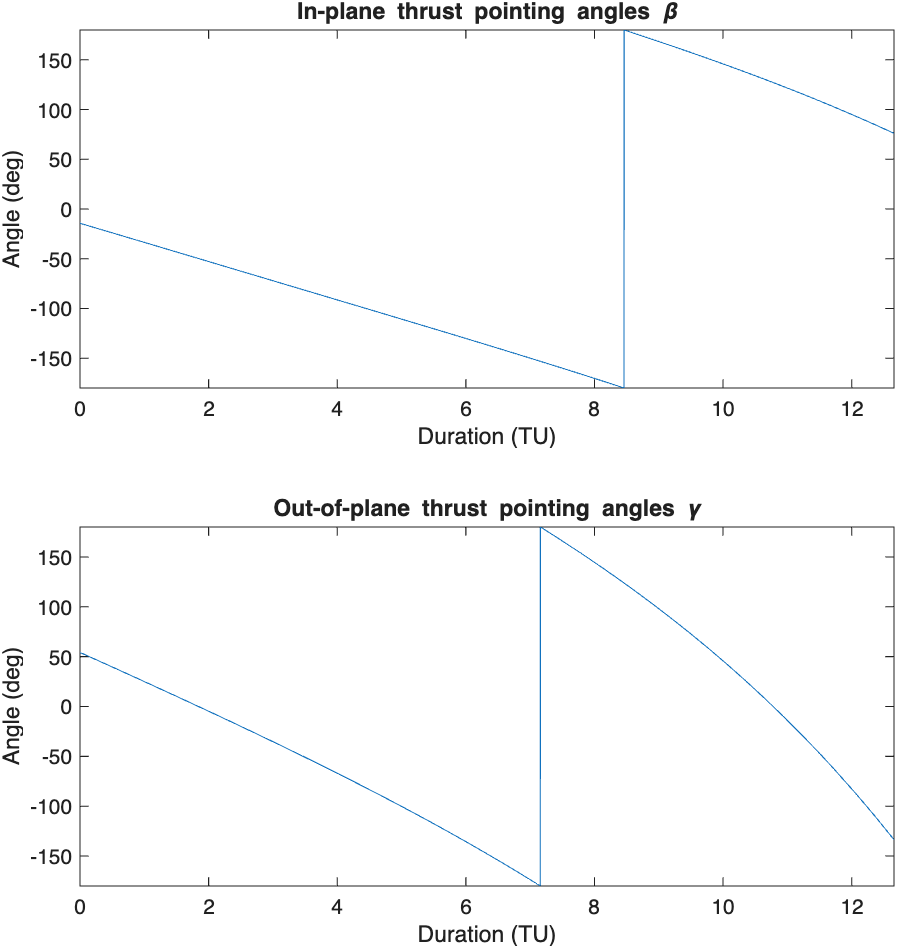 In-plane thrust pointing angles β
150
100
50
0
-50
-100
-150
Angle (deg)
0 2 4 6 8 10 12
Duration (TU)
Out-of-plane thrust pointing angles γ
150
100
50
0
-50
-100
-150
Angle (deg)
0 2 4 6 8 10 12
Duration (TU)